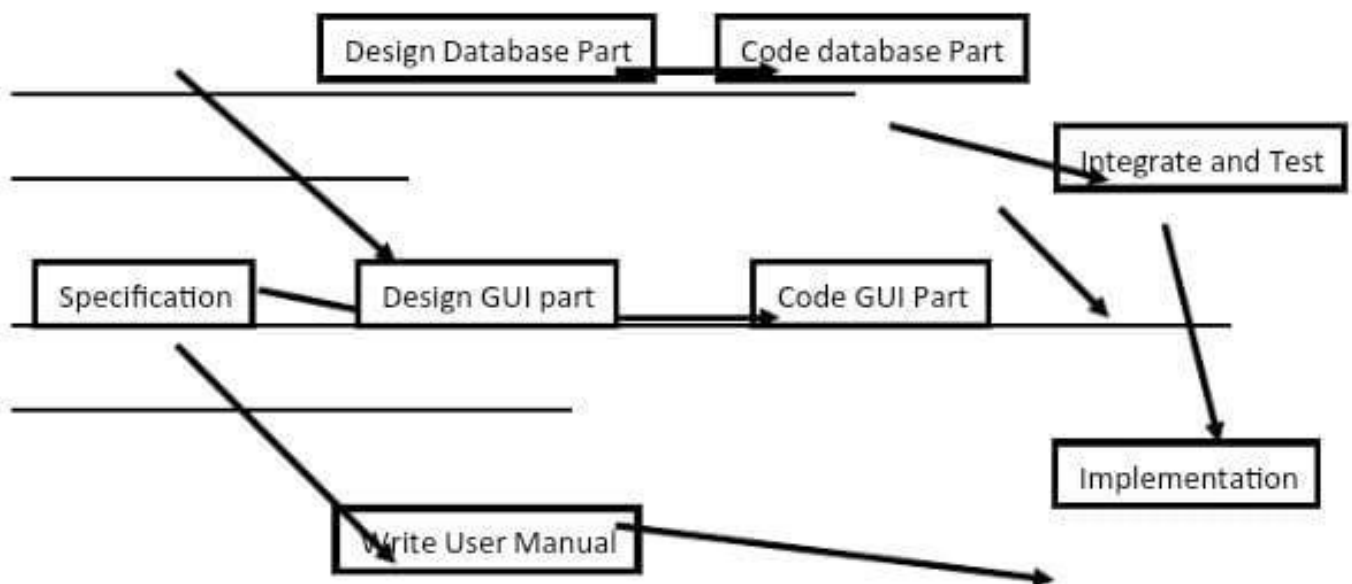 Design Database Part
Code database Part
Integrate and Test
Specification
Design GUI part
Code GUI Part
Implementation
Write User Manual